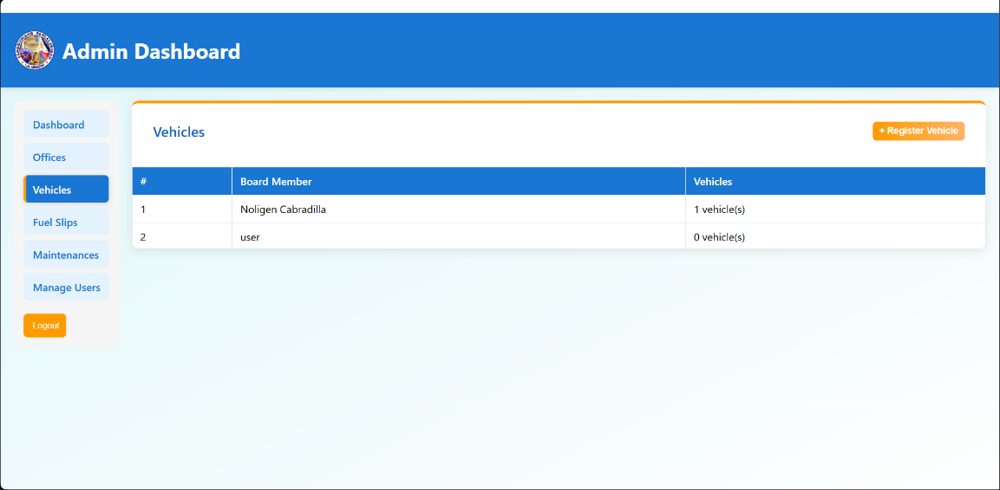 Admin Dashboard
Dashboard
Offices
Vehicles
Fuel Slips
Maintenances
Manage Users
Logout
Vehicles
+ Register Vehicle
# Board Member Vehicles
1 Noligen Cabradilla 1 vehicle(s)
2 user 0 vehicle(s)